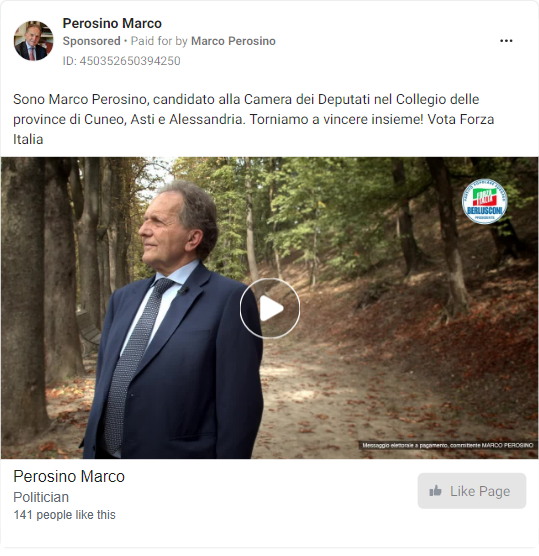 Perosino Marco
Sponsored • Paid for by Marco Perosino
ID: 450352650394250
Sono Marco Perosino, candidato alla Camera dei Deputati nel Collegio delle
province di Cuneo, Asti e Alessandria. Torniamo a vincere insieme! Vota Forza
Italia
FORZA
ITALIA
BERLUSCONI
PRESIDENTE
Messaggio elettorale a pagamento, committente MARCO PEROSINO
Perosino Marco
Politician
141 people like this
Like Page